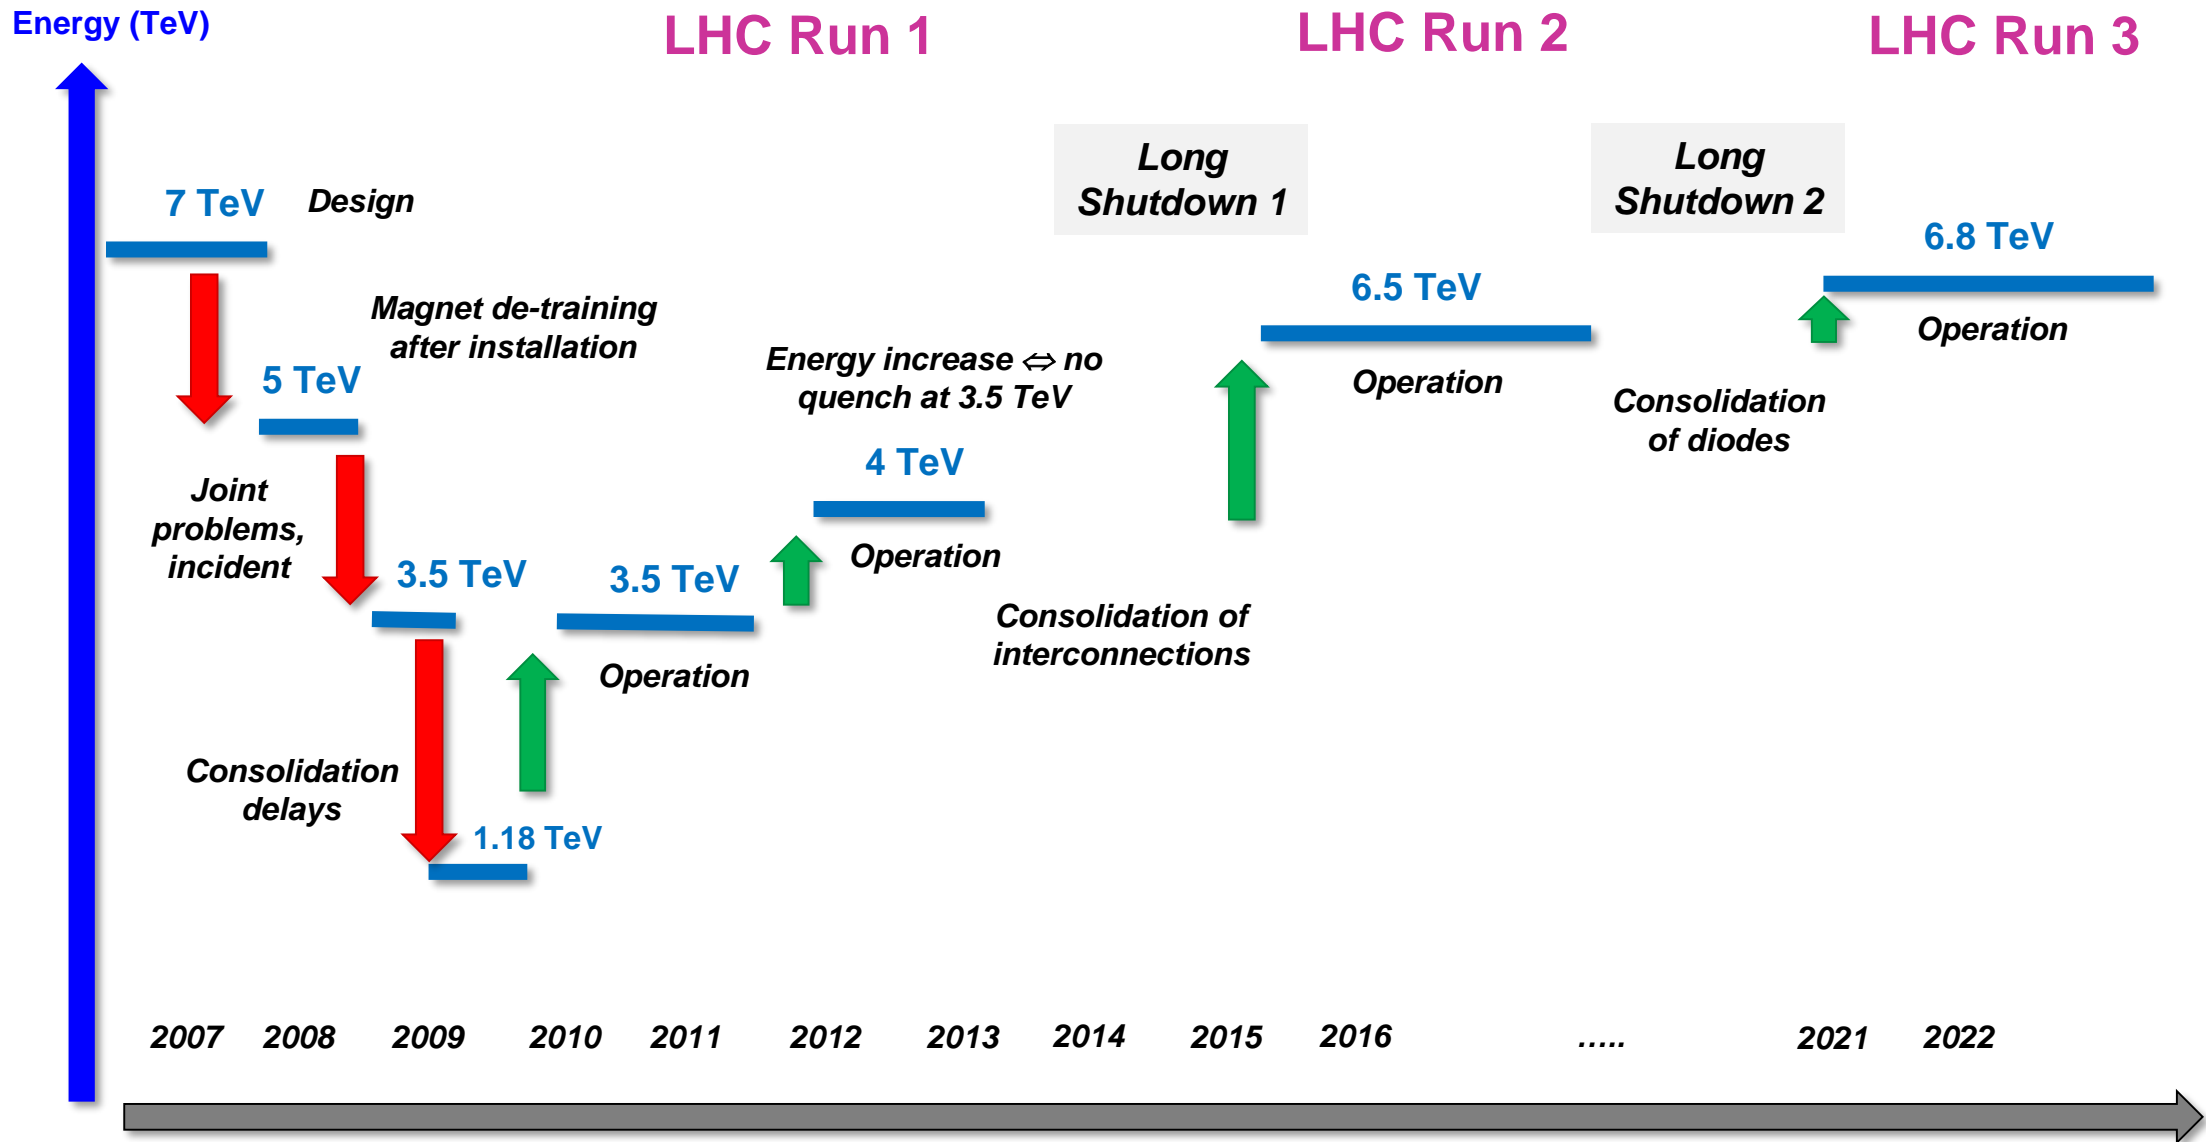 Energy (TeV)
LHC Run 1
LHC Run 2
LHC Run 3
Long
Shutdown 1
Long
Shutdown 2
7 TeV
Design
6.8 TeV
Operation
Magnet de-training
after installation
6.5 TeV
Operation
5 TeV
Energy increase ⇔ no
quench at 3.5 TeV
Consolidation
of diodes
4 TeV
Operation
Joint
problems,
incident
3.5 TeV
3.5 TeV
Operation
Consolidation of
interconnections
Consolidation
delays
1.18 TeV
2007 2008 2009 2010 2011 2012 2013 2014 2015 2016 ..... 2021 2022